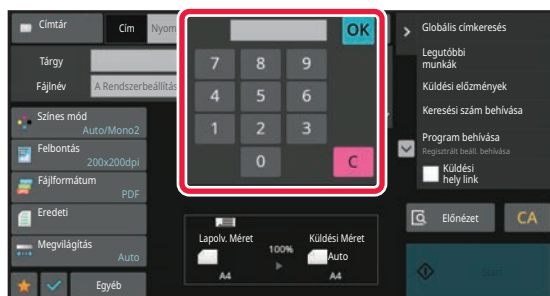 Címtár
Cím
Nyom
OK
Globális címkeresés
Tárgy
Legutóbbi
munkák
Fájlnév
A Rendszerbeállítás
7 8 9
Küldési előzmények
4 5 6
Keresési szám behívása
Színes mód
Auto/Mono2
1 2 3
Program behívása
Regisztrált beáll. behívása
Felbontás
200x200dpi
0
C
Küldési
hely link
Fájlformátum
PDF
Eredeti
Előnézet
CA
Lapolv. Méret
100%
Küldési Méret
Auto
Megvilágítás
Auto
A4
A4
Egyéb
Start